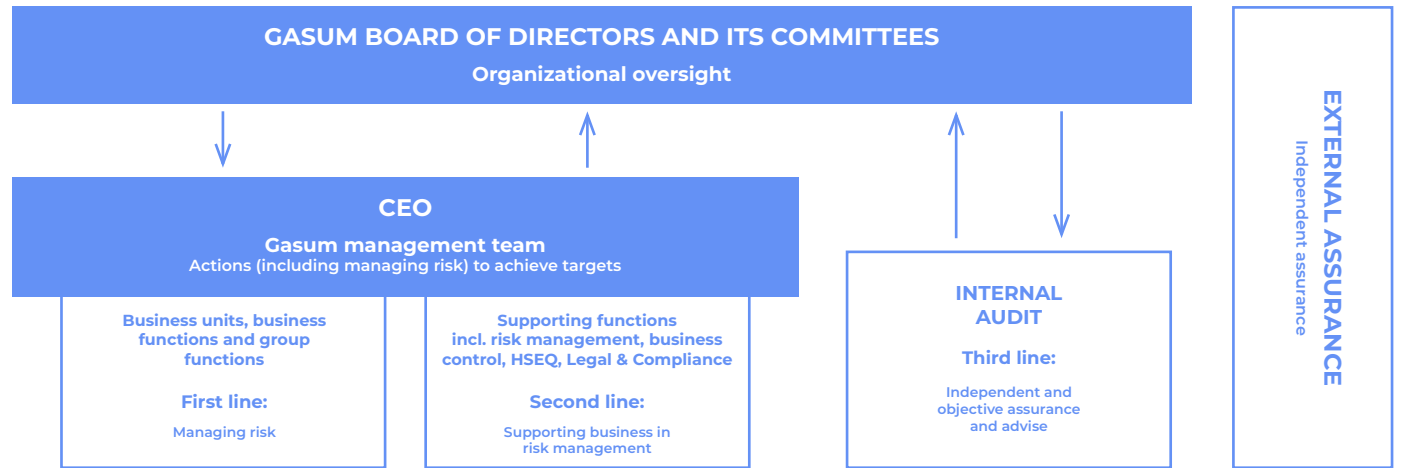 GASUM BOARD OF DIRECTORS AND ITS COMMITTEES
Organizational oversight
CEO
Gasum management team
Actions (including managing risk) to achieve targets
Business units, business
functions and group
functions
First line:
Managing risk
Supporting functions
incl. risk management, business
control, HSEQ, Legal & Compliance
Second line:
Supporting business in
risk management
INTERNAL
AUDIT
Third line:
Independent and
objective assurance
and advise
EXTERNAL ASSURANCE
Independent assurance